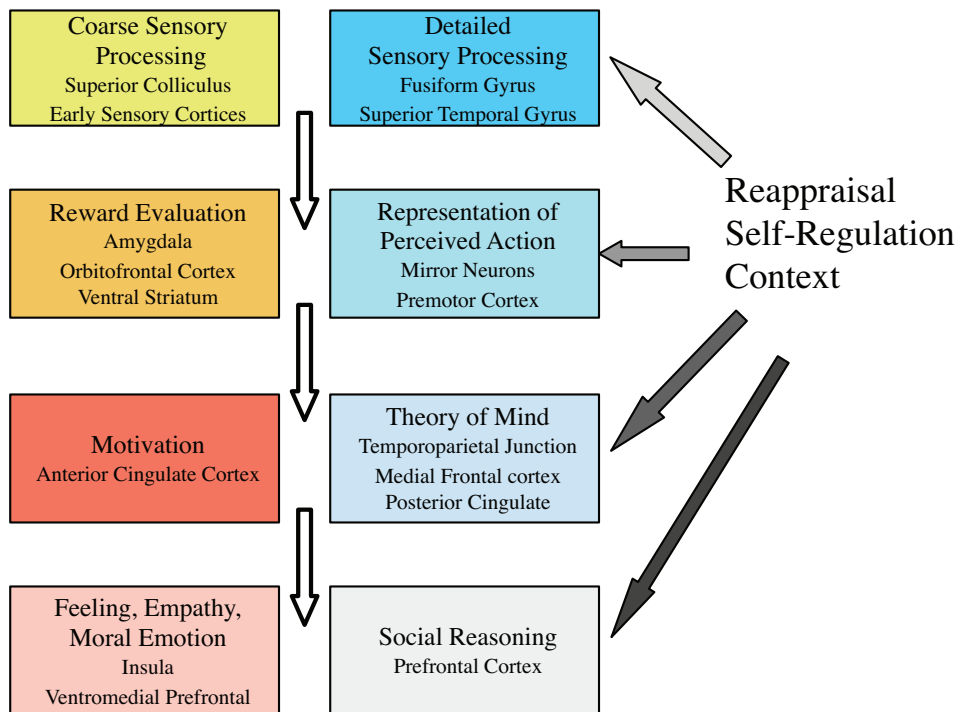 Coarse Sensory
Processing
Superior Colliculus
Early Sensory Cortices
Detailed
Sensory Processing
Fusiform Gyrus
Superior Temporal Gyrus
Reward Evaluation
Amygdala
Orbitofrontal Cortex
Ventral Striatum
Representation of
Perceived Action
Mirror Neurons
Premotor Cortex
Reappraisal
Self-Regulation
Context
Motivation
Anterior Cingulate Cortex
Theory of Mind
Temporoparietal Junction
Medial Frontal cortex
Posterior Cingulate
Feeling, Empathy,
Moral Emotion
Insula
Ventromedial Prefrontal
Social Reasoning
Prefrontal Cortex